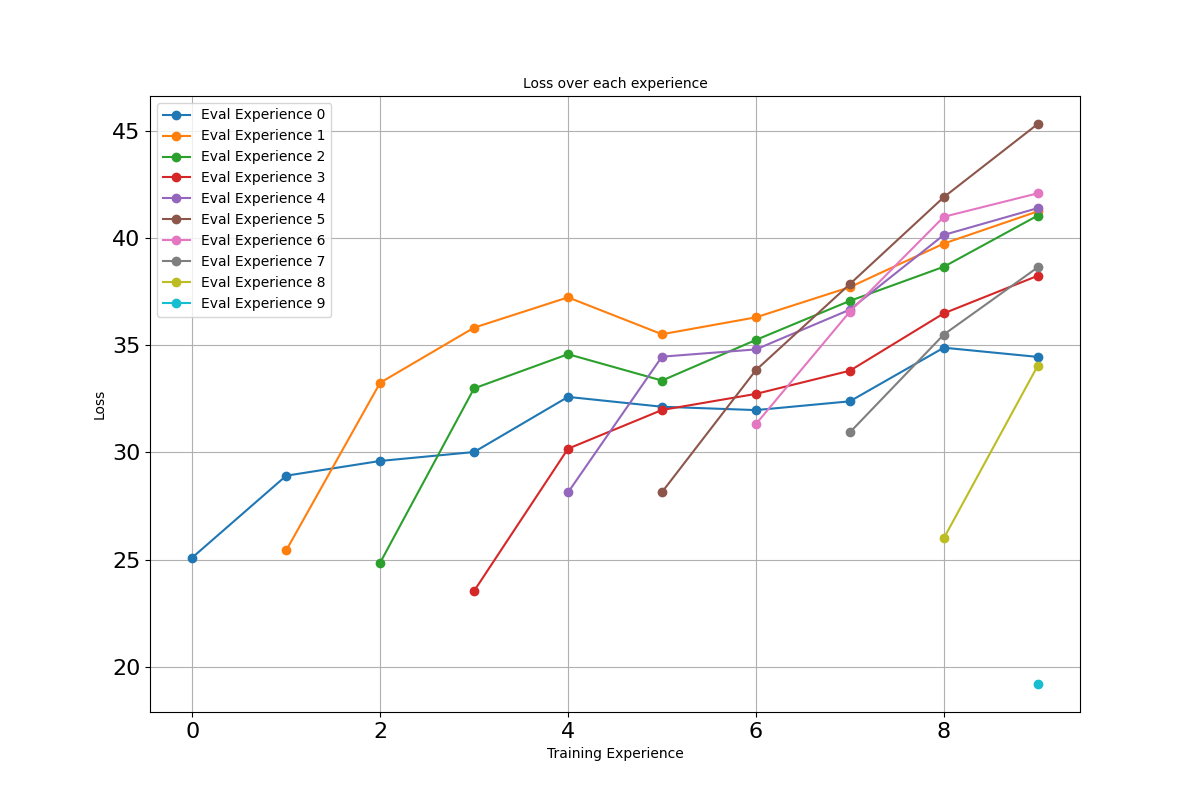 Loss over each experience
Eval Experience 0
Eval Experience 1
Eval Experience 2
Eval Experience 3
Eval Experience 4
Eval Experience 5
Eval Experience 6
Eval Experience 7
Eval Experience 8
Eval Experience 9
45
40
35
30
25
20
Loss
0 2 4 6 8
Training Experience